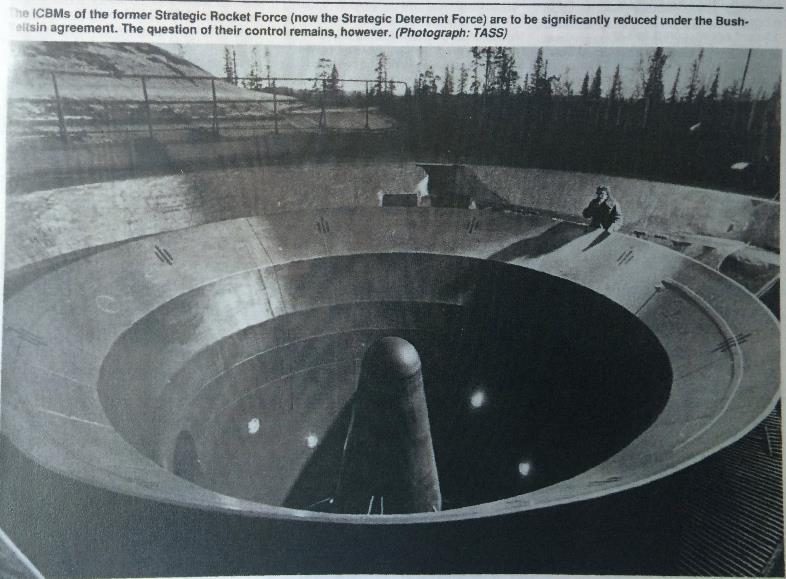 The ICBMs of the former Strategic Rocket Force (now the Strategic Deterrent Force) are to be significantly reduced under the Bush-
eltsin agreement. The question of their control remains, however. (Photograph: TASS)